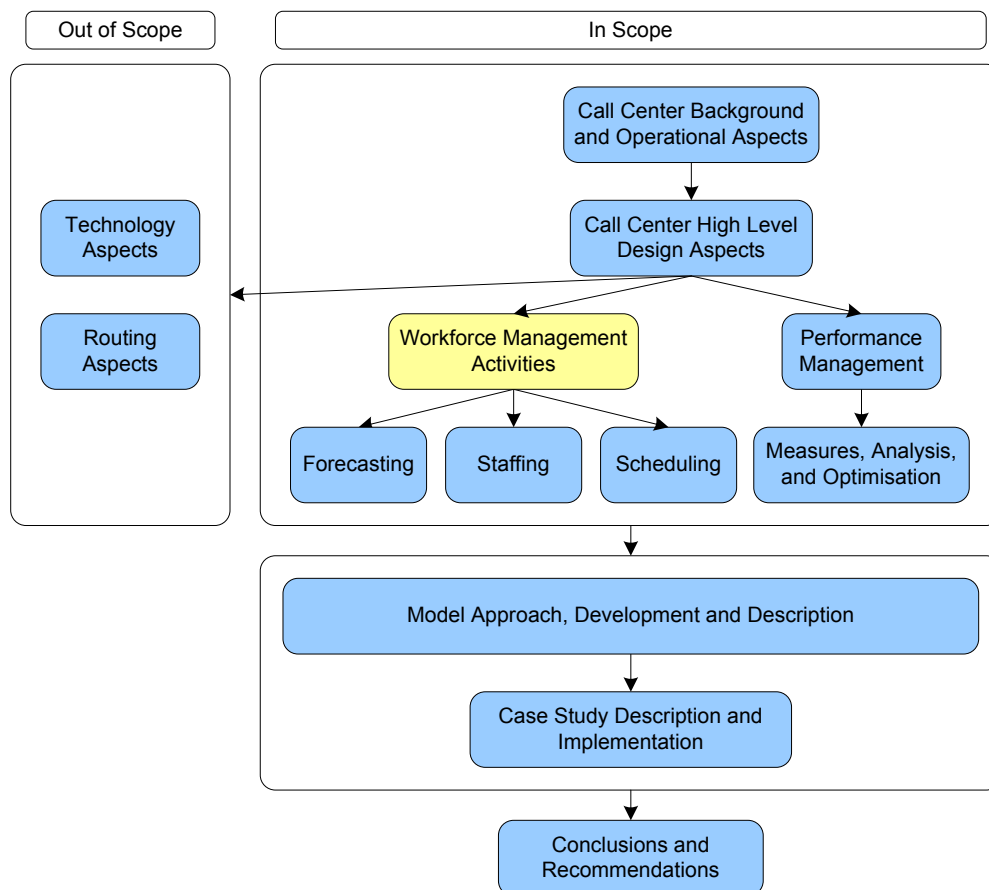 Out of Scope
In Scope
Call Center Background
and Operational Aspects
Call Center High Level
Design Aspects
Technology
Aspects
Routing
Aspects
Workforce Management
Activities
Performance
Management
Forecasting
Staffing
Scheduling
Measures, Analysis,
and Optimisation
Model Approach, Development and Description
Case Study Description and
Implementation
Conclusions and
Recommendations